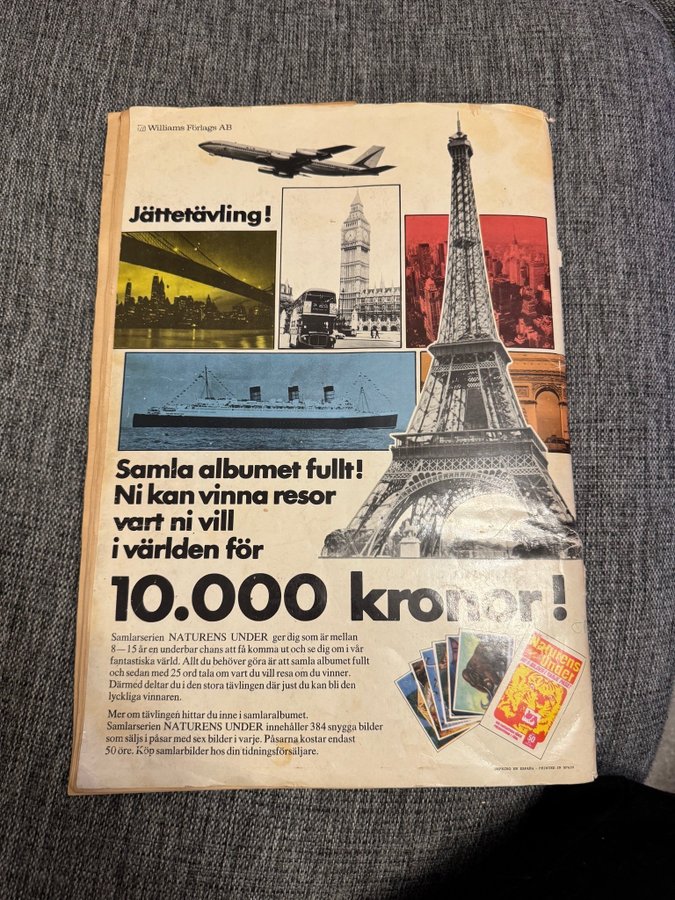 Williams Förlags AB
Jättetävling!
Samla albumet fullt!
Ni kan vinna resor
vart ni vill
i världen för
10.000 kronor!
Samlarserien NATURENS UNDER ger dig som är mellan
8—15 år en underbar chans att få komma ut och se dig om i vår
fantastiska värld. Allt du behöver göra är att samla albumet fullt
och sedan med 25 ord tala om vart du vill resa om du vinner.
Därmed deltar du i den stora tävlingen där just du kan bli den
lyckliga vinnaren.
Mer om tävlingen hittar du inne i samlaralbumet.
Samlarserien NATURENS UNDER innehåller 384 snygga bilder
som säljs i påsar med sex bilder i varje. Påsarna kostar endast
50 öre. Köp samlarbilder hos din tidningsförsäljare.
Naturens
under
50
IMPRESO EN ESPAÑA - PRINTED IN SPAIN